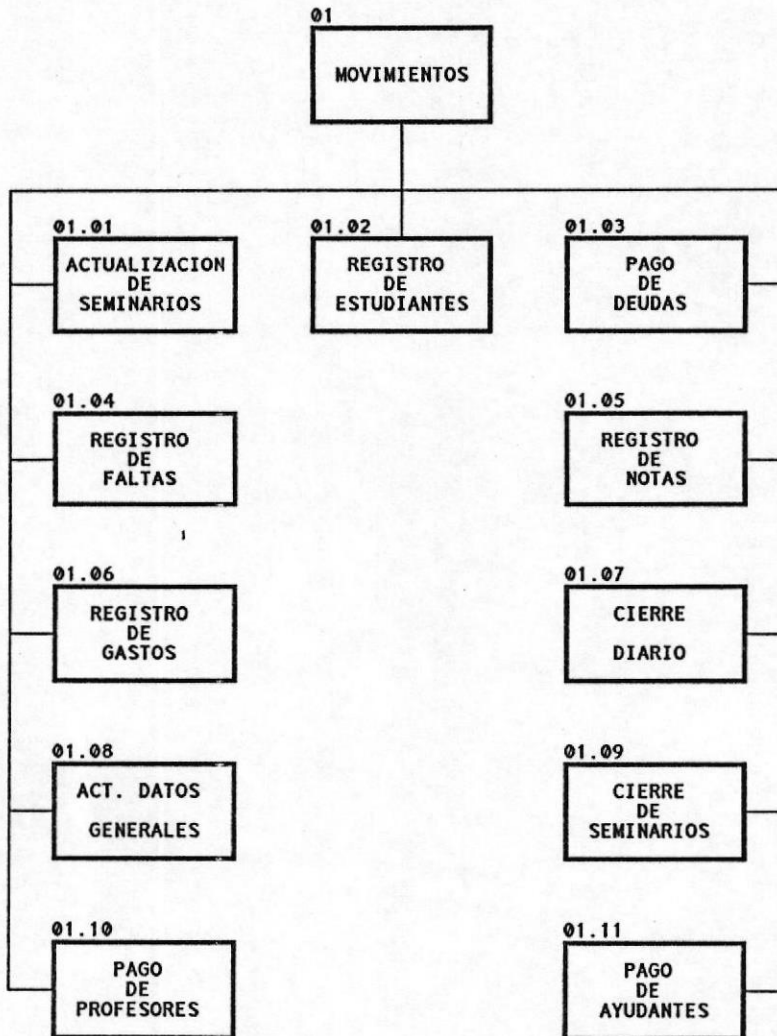 01
MOVIMIENTOS
01.01
ACTUALIZACION
DE
SEMINARIOS
01.02
REGISTRO
DE
ESTUDIANTES
01.03
PAGO
DE
DEUDAS
01.04
REGISTRO
DE
FALTAS
01.05
REGISTRO
DE
NOTAS
01.06
REGISTRO
DE
GASTOS
01.07
CIERRE
DIARIO
01.08
ACT. DATOS
GENERALES
01.09
CIERRE
DE
SEMINARIOS
01.10
PAGO
DE
PROFESORES
01.11
PAGO
DE
AYUDANTES